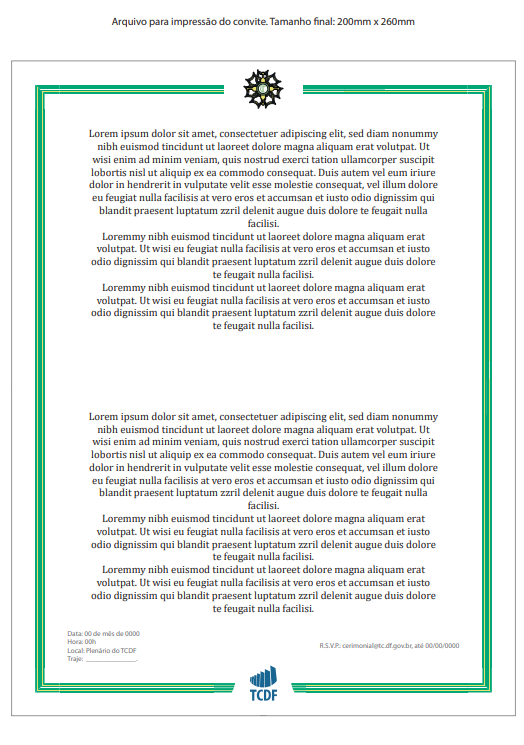 Arquivo para impressão do convite. Tamanho final: 200mm x 260mm
Lorem ipsum dolor sit amet, consectetuer adipiscing elit, sed diam nonummy
nibh euismod tincidunt ut laoreet dolore magna aliquam erat volutpat. Ut
wisi enim ad minim veniam, quis nostrud exerci tation ullamcorper suscipit
lobortis nisl ut aliquip ex ea commodo consequat. Duis autem vel eum iriure
dolor in hendrerit in vulputate velit esse molestie consequat, vel illum dolore
eu feugiat nulla facilisis at vero eros et accumsan et iusto odio dignissim qui
blandit praesent luptatum zzril delenit augue duis dolore te feugait nulla
facilisi.
Loremmy nibh euismod tincidunt ut laoreet dolore magna aliquam erat
volutpat. Ut wisi eu feugiat nulla facilisis at vero eros et accumsan et iusto
odio dignissim qui blandit praesent luptatum zzril delenit augue duis dolore
te feugait nulla facilisi.
Loremmy nibh euismod tincidunt ut laoreet dolore magna aliquam erat
volutpat. Ut wisi eu feugiat nulla facilisis at vero eros et accumsan et iusto
odio dignissim qui blandit praesent luptatum zzril delenit augue duis dolore
te feugait nulla facilisi.
Lorem ipsum dolor sit amet, consectetuer adipiscing elit, sed diam nonummy
nibh euismod tincidunt ut laoreet dolore magna aliquam erat volutpat. Ut
wisi enim ad minim veniam, quis nostrud exerci tation ullamcorper suscipit
lobortis nisl ut aliquip ex ea commodo consequat. Duis autem vel eum iriure
dolor in hendrerit in vulputate velit esse molestie consequat, vel illum dolore
eu feugiat nulla facilisis at vero eros et accumsan et iusto odio dignissim qui
blandit praesent luptatum zzril delenit augue duis dolore te feugait nulla
facilisi.
Loremmy nibh euismod tincidunt ut laoreet dolore magna aliquam erat
volutpat. Ut wisi eu feugiat nulla facilisis at vero eros et accumsan et iusto
odio dignissim qui blandit praesent luptatum zzril delenit augue duis dolore
te feugait nulla facilisi.
Loremmy nibh euismod tincidunt ut laoreet dolore magna aliquam erat
volutpat. Ut wisi eu feugiat nulla facilisis at vero eros et accumsan et iusto
odio dignissim qui blandit praesent luptatum zzril delenit augue duis dolore
te feugait nulla facilisi.
Data: 00 de mês de 0000
Hora: 00h
Local: Plenário do TCDF
Traje: ________________.
R.S.V.P.: cerimonial@tc.df.gov.br, até 00/00/0000
TCDF